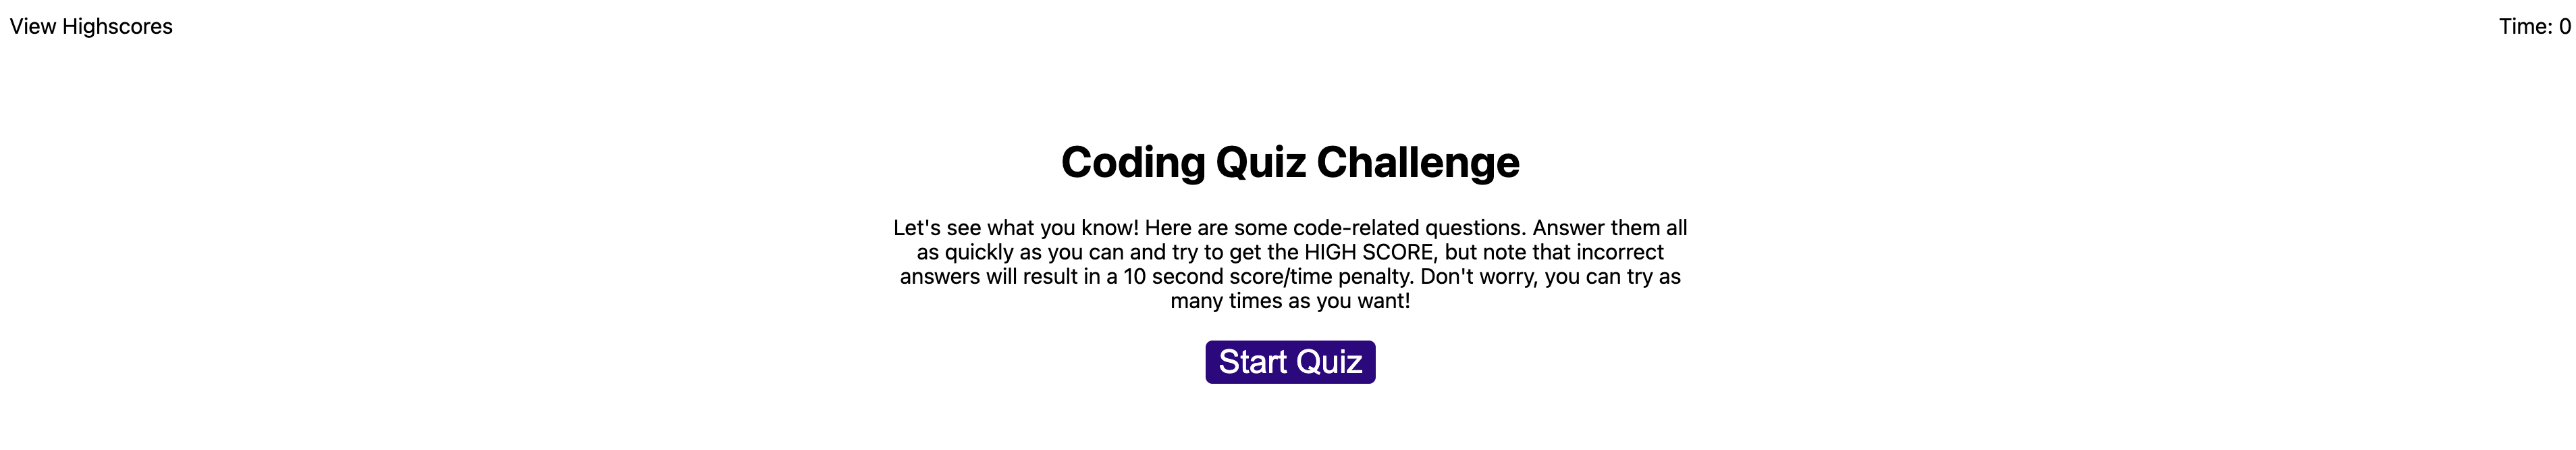 View Highscores
Time: 0
Coding Quiz Challenge
Let's see what you know! Here are some code-related questions. Answer them all
as quickly as you can and try to get the HIGH SCORE, but note that incorrect
answers will result in a 10 second score/time penalty. Don't worry, you can try as
many times as you want!
Start Quiz